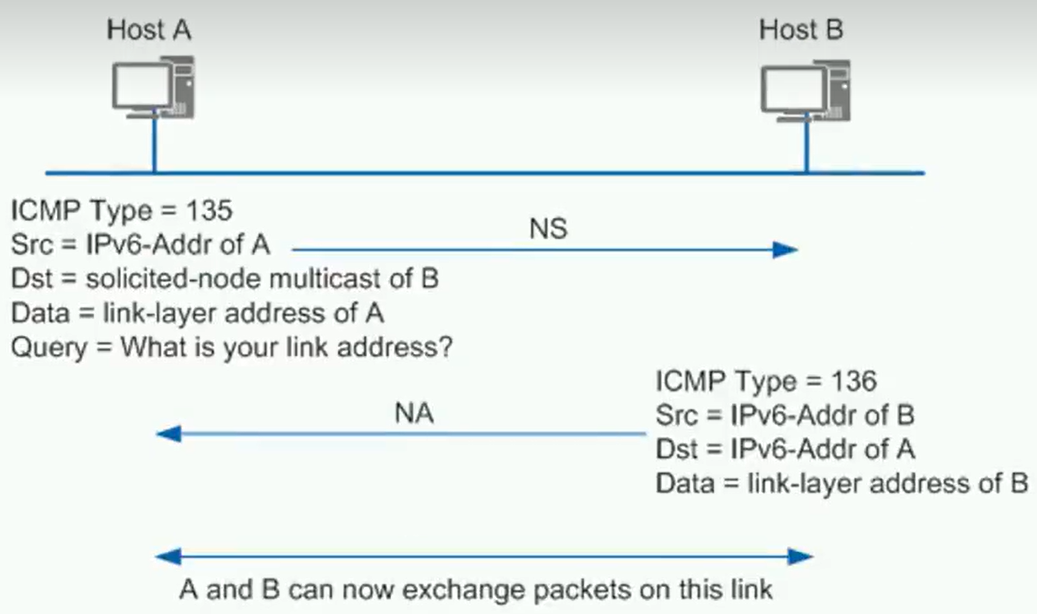 Host A
Host B
ICMP Type = 135
Src = IPv6-Addr of A
Dst = solicited-node multicast of B
Data = link-layer address of A
Query = What is your link address?
NS
ICMP Type = 136
Src = IPv6-Addr of B
Dst = IPv6-Addr of A
Data = link-layer address of B
NA
A and B can now exchange packets on this link